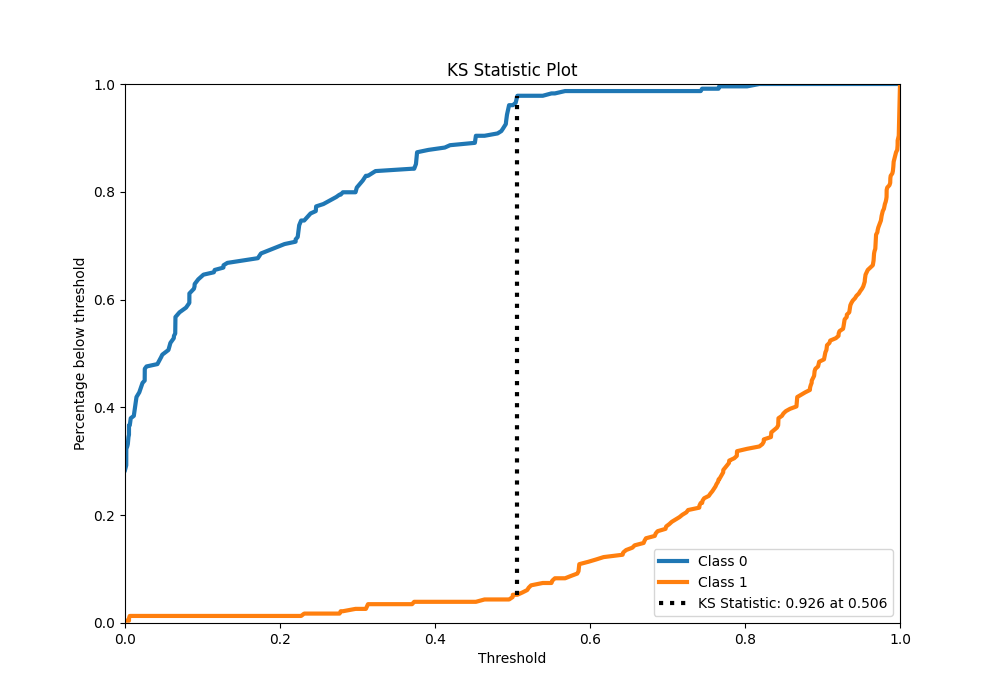 KS Statistic Plot
1.0
0.8
0.6
0.4
0.2
0.0
Percentage below threshold
Class 0
Class 1
KS Statistic: 0.926 at 0.506
0.0 0.2 0.4 0.6 0.8 1.0
Threshold